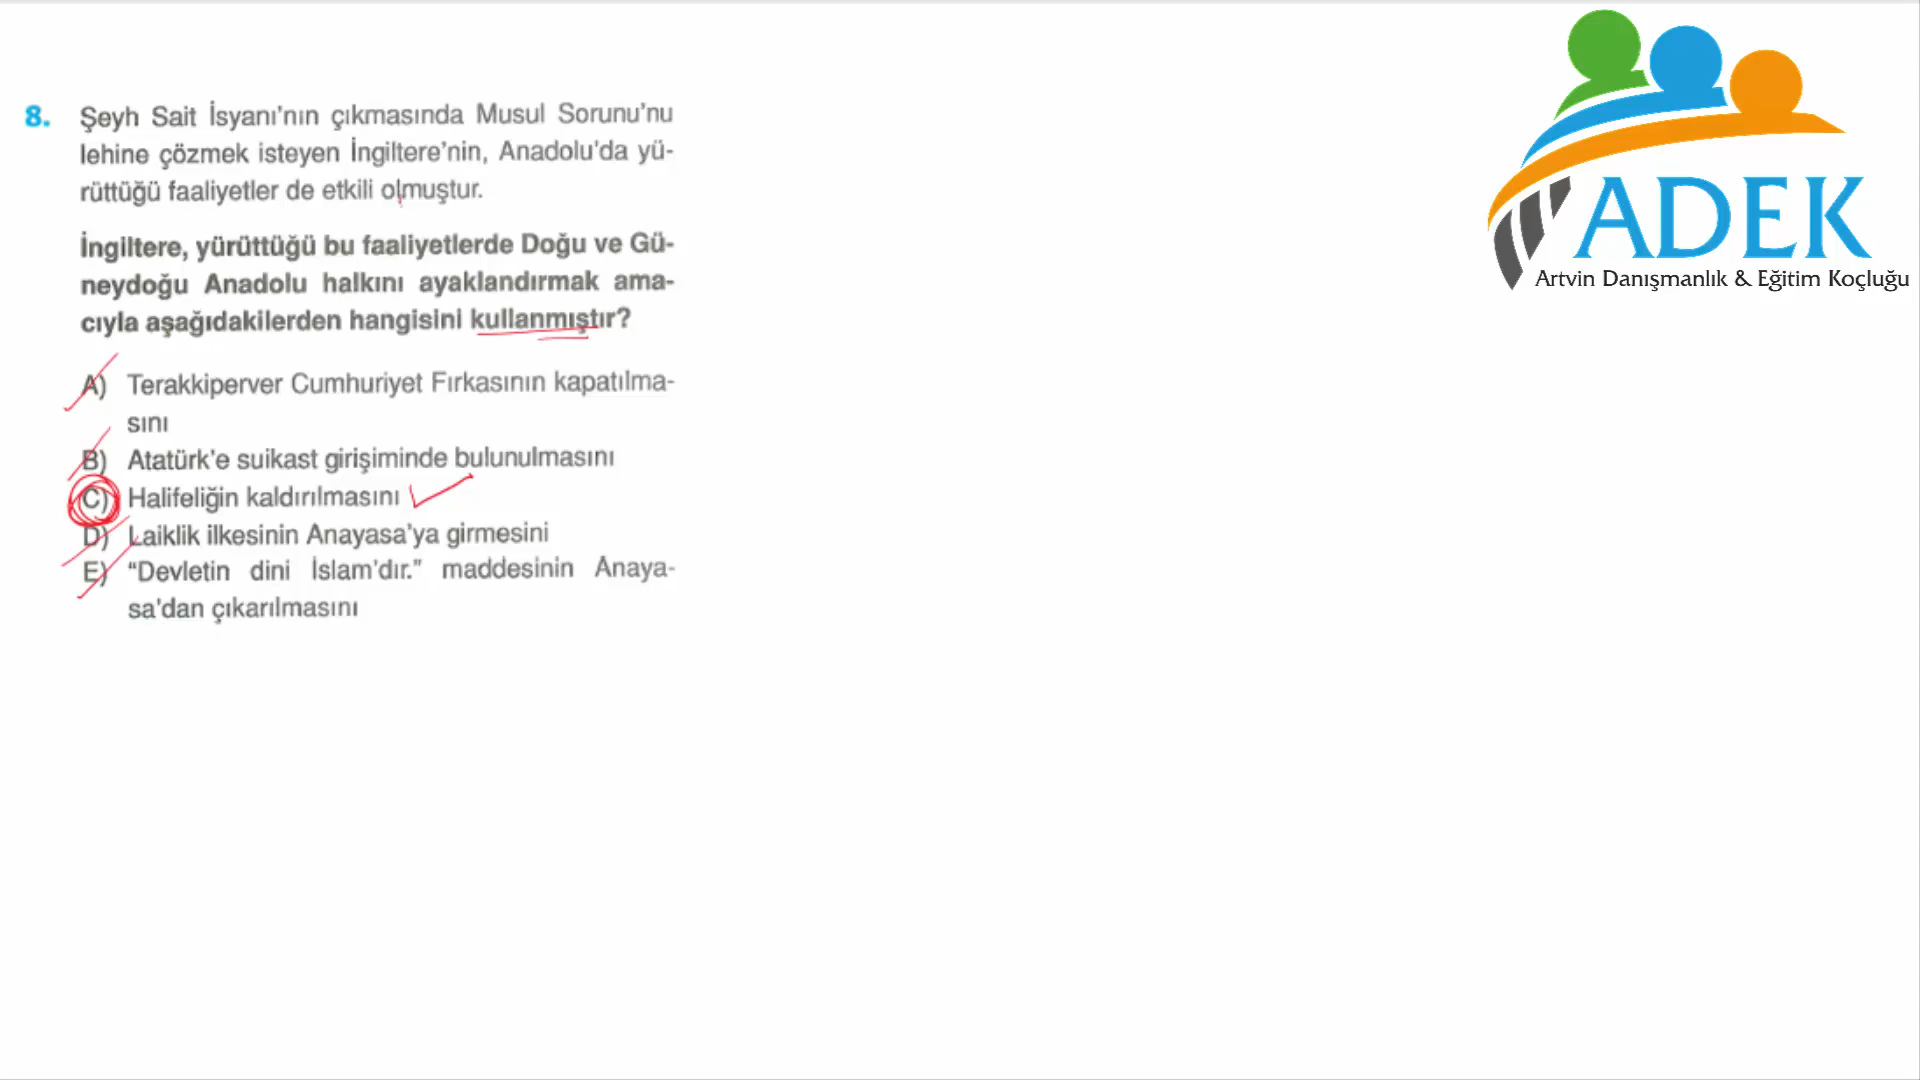 8. Şeyh Sait İsyanı’nın çıkmasında Musul Sorunu’nu
lehine çözmek isteyen İngiltere’nin, Anadolu’da yü-
rüttüğü faaliyetler de etkili olmuştur.
İngiltere, yürüttüğü bu faaliyetlerde Doğu ve Gü-
neydoğu Anadolu halkını ayaklandırmak ama-
cıyla aşağıdakilerden hangisini kullanmıştır?
A) Terakkiperver Cumhuriyet Fırkasının kapatılma-
sını
B) Atatürk’e suikast girişiminde bulunulmasını
C) Halifeliğin kaldırılmasını
D) Laiklik ilkesinin Anayasa’ya girmesini
E) “Devletin dini İslam’dır.” maddesinin Anaya-
sa’dan çıkarılmasını
ADEK
Artvin Danışmanlık & Eğitim Koçluğu